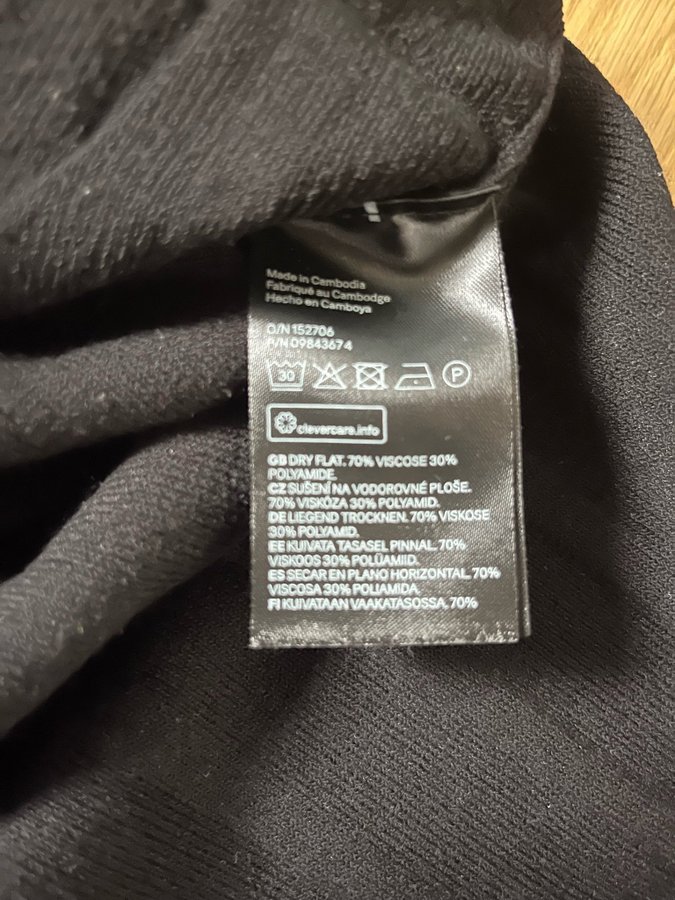 Made in Cambodia
Fabriqué au Cambodge
Hecho en Camboya
O/N 152706
P/N 09843674
30 P
clevercare.info
GB DRY FLAT. 70% VISCOSE 30%
POLYAMIDE.
CZ SUŠENÍ NA VODOROVNÉ PLOŠE.
70% VISKÓZA 30% POLYAMID.
DE LIEGEND TROCKNEN. 70% VISKOSE
30% POLYAMID.
EE KUIVATA TASASEL PINNAL. 70%
VISKOOS 30% POLÜAMIID.
ES SECAR EN PLANO HORIZONTAL. 70%
VISCOSA 30% POLIAMIDA.
FI KUIVATAAN VAAKATASOSSA. 70%